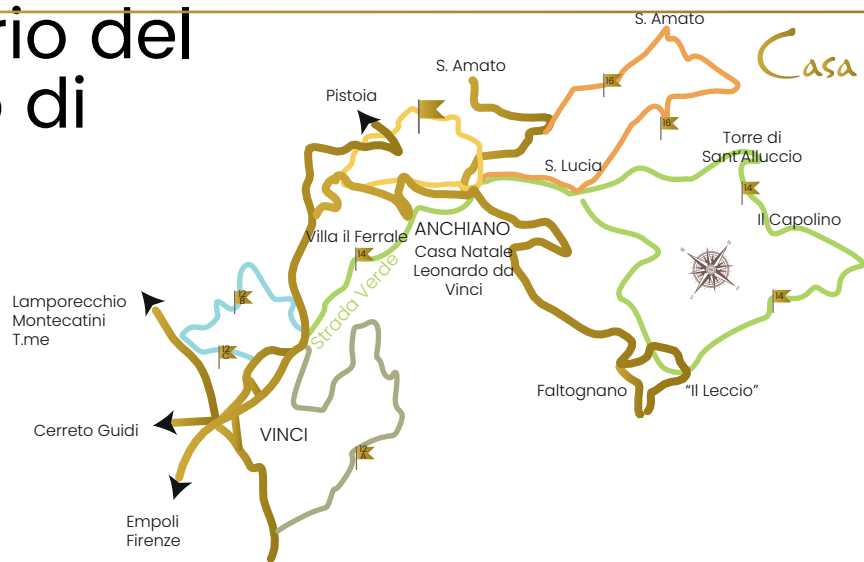 rio del
o di
Casa
S. Amato
S. Amato
Pistoia
16
16
S. Lucia
Torre di
Sant'Alluccio
14
Il Capolino
Villa il Ferrale
ANCHIANO
Casa Natale
Leonardo da
Vinci
14
Strada Verde
14
12
B
12
C
Lamporecchio
Montecatini
T.me
Cerreto Guidi
VINCI
Faltognano
“Il Leccio”
12
A
Empoli
Firenze